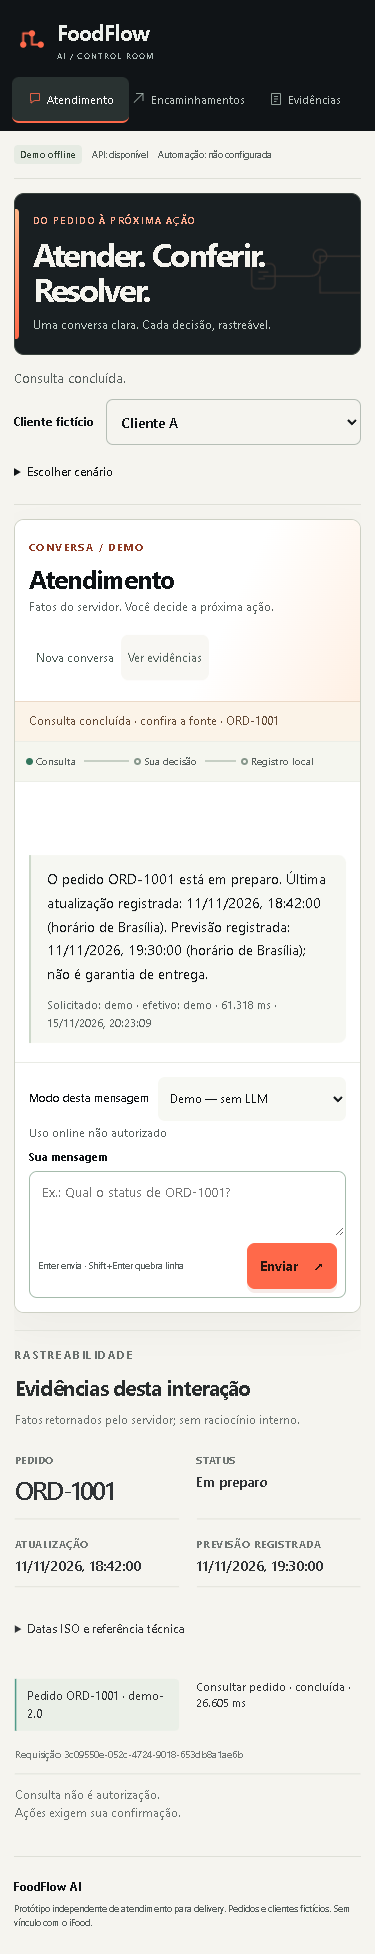 FoodFlow
AI / CONTROL ROOM
Atendimento
Encaminhamentos
Evidências
Demo offline
API: disponível
Automação: não configurada
DO PEDIDO À PRÓXIMA AÇÃO
Atender. Conferir.
Resolver.
Uma conversa clara. Cada decisão, rastreável.
Consulta concluída.
Cliente fictício
Cliente A
Escolher cenário
CONVERSA / DEMO
Atendimento
Fatos do servidor. Você decide a próxima ação.
Nova conversa
Ver evidências
Consulta concluída · confira a fonte · ORD-1001
Consulta
Sua decisão
Registro local
O pedido ORD-1001 está em preparo. Última
atualização registrada: 11/11/2026, 18:42:00
(horário de Brasília). Previsão registrada:
11/11/2026, 19:30:00 (horário de Brasília);
não é garantia de entrega.
Solicitado: demo · efetivo: demo · 61.318 ms ·
15/11/2026, 20:23:09
Modo desta mensagem
Demo — sem LLM
Uso online não autorizado
Sua mensagem
Ex.: Qual o status de ORD-1001?
Enter envia · Shift+Enter quebra linha
Enviar ↗
RASTREABILIDADE
Evidências desta interação
Fatos retornados pelo servidor; sem raciocínio interno.
PEDIDO
ORD-1001
STATUS
Em preparo
ATUALIZAÇÃO
11/11/2026, 18:42:00
PREVISÃO REGISTRADA
11/11/2026, 19:30:00
Datas ISO e referência técnica
Pedido ORD-1001 · demo-
2.0
Consultar pedido · concluída ·
26.605 ms
Requisição 3c09550e-052c-4724-9018-653db8a1ae6b
Consulta não é autorização.
Ações exigem sua confirmação.
FoodFlow AI
Protótipo independente de atendimento para delivery. Pedidos e clientes fictícios. Sem
vínculo com o iFood.